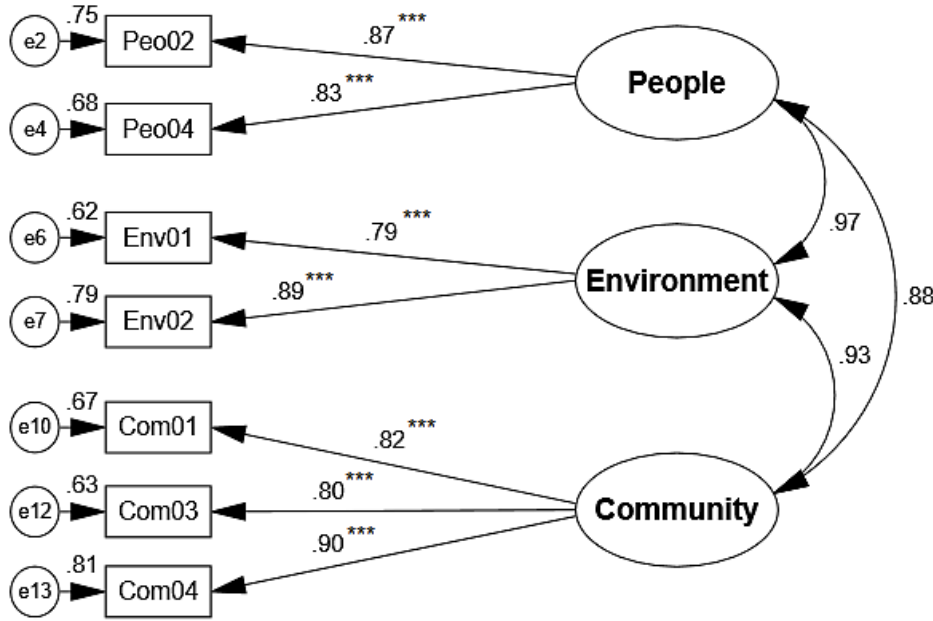 .75
e2
Peo02
.87***
People
.68
e4
Peo04
.83***
.97
.62
e6
Env01
.79***
Environment
.79
e7
Env02
.89***
.88
.93
.67
e10
Com01
.82***
.63
e12
Com03
.80***
Community
.81
e13
Com04
.90***